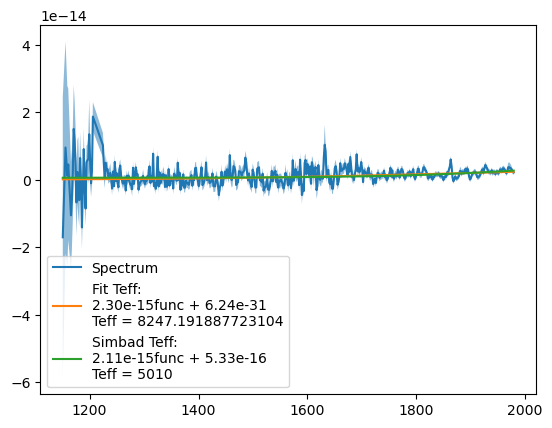 1e−14
4
2
0
−2
−4
−6
Spectrum
Fit Teff:
2.30e-15func + 6.24e-31
Teff = 8247.191887723104
Simbad Teff:
2.11e-15func + 5.33e-16
Teff = 5010
1200
1400
1600
1800
2000